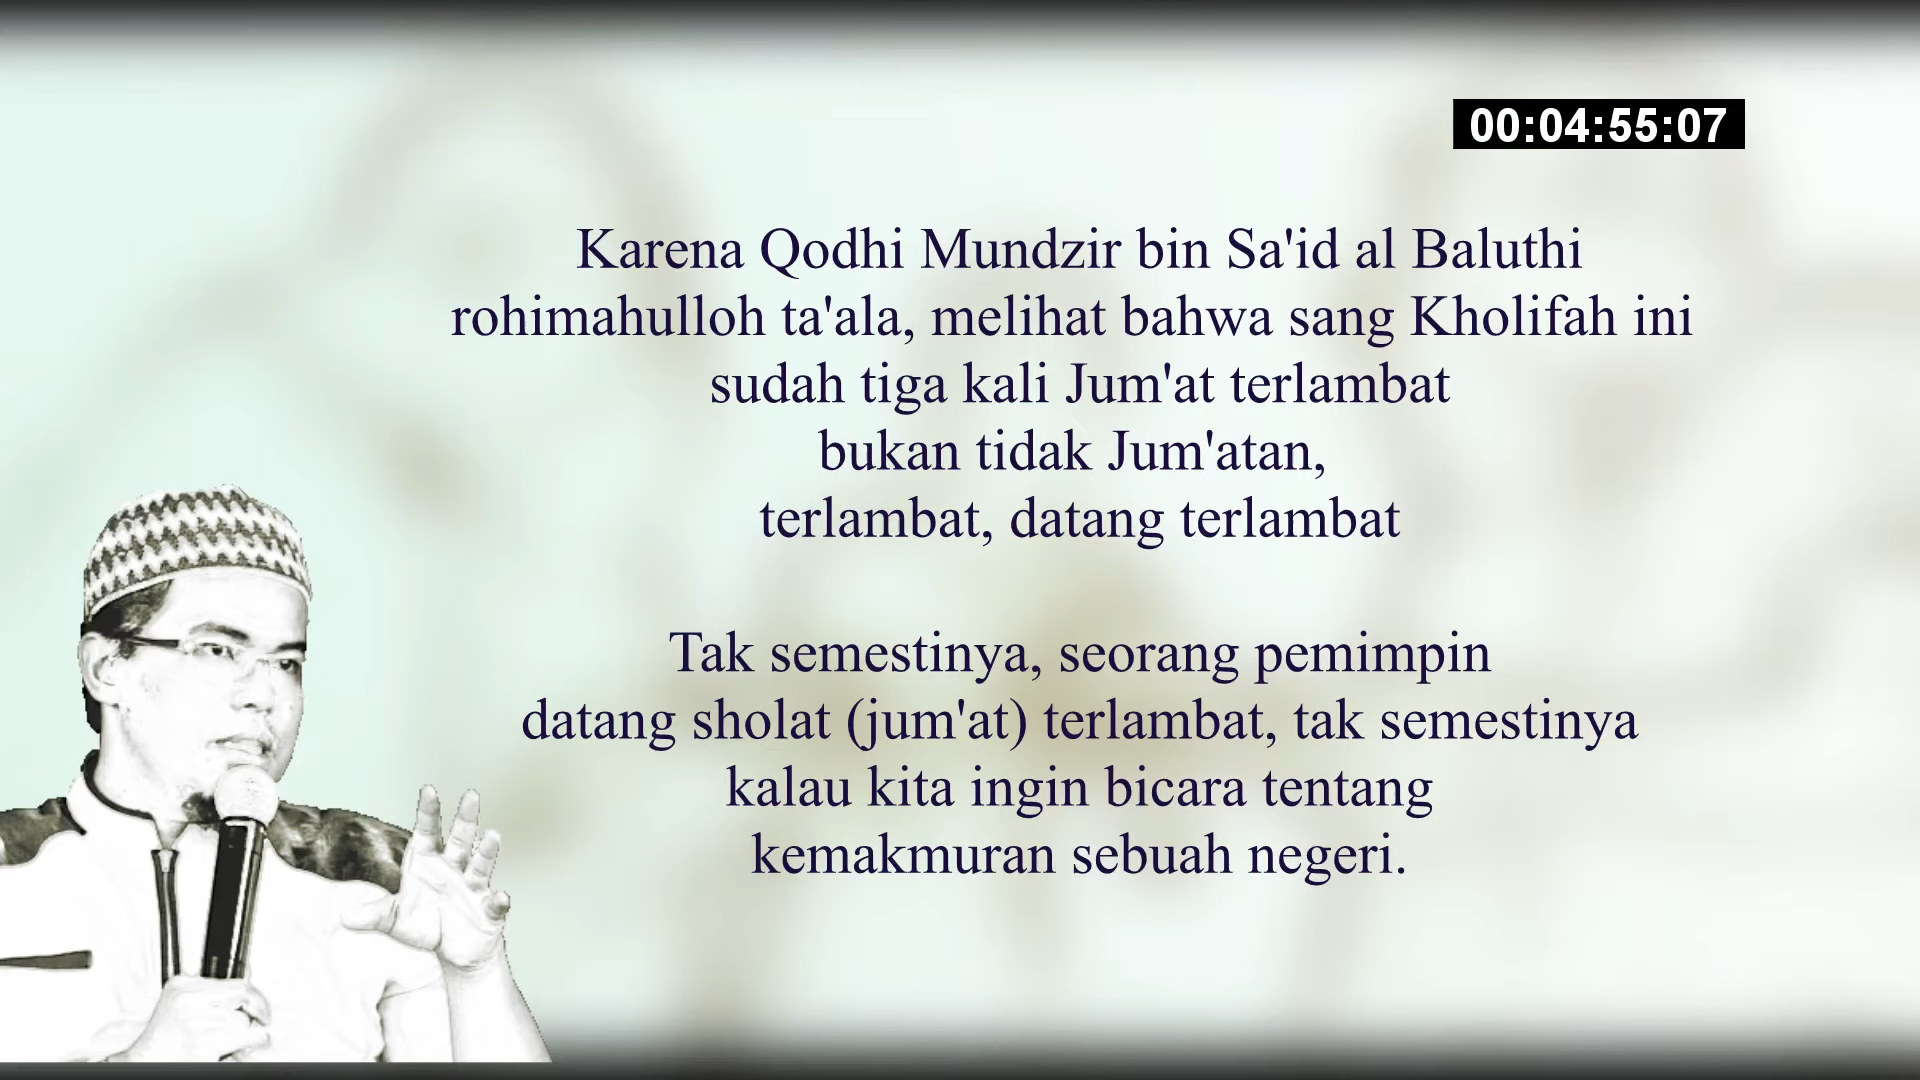 00:04:55:07
Karena Qodhi Mundzir bin Sa'id al Baluthi
rohimahulloh ta'ala, melihat bahwa sang Kholifah ini
sudah tiga kali Jum'at terlambat
bukan tidak Jum'atan,
terlambat, datang terlambat
Tak semestinya, seorang pemimpin
datang sholat (jum'at) terlambat, tak semestinya
kalau kita ingin bicara tentang
kemakmuran sebuah negeri.